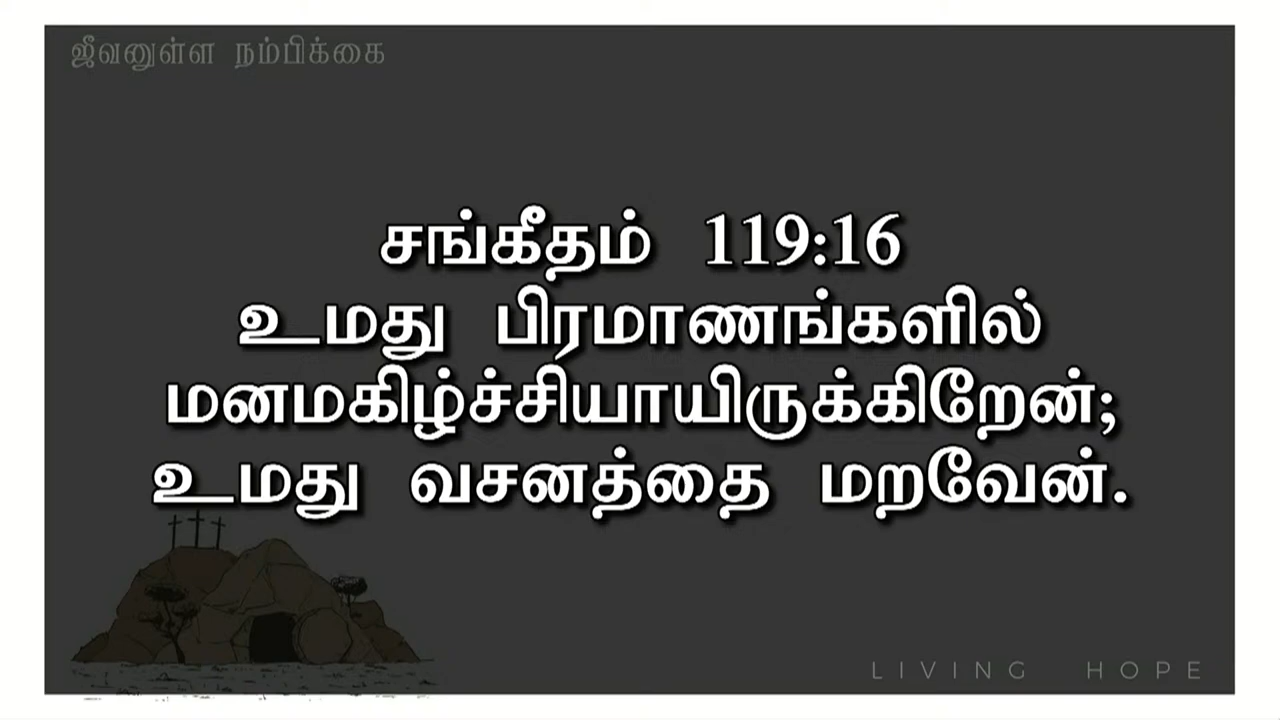 ஜீவனுள்ள நம்பிக்கை
சங்கீதம் 119:16
உமது பிரமாணங்களில்
மனமகிழ்ச்சியாயிருக்கிறேன்;
உமது வசனத்தை மறவேன்.
LIVING HOPE